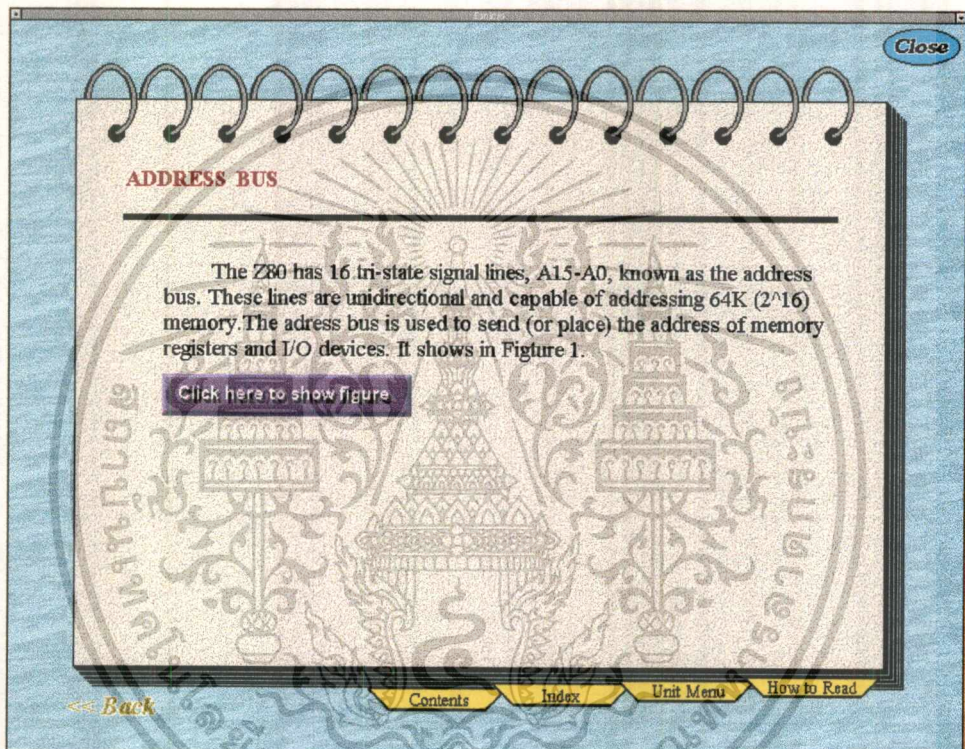 Close
ADDRESS BUS
The Z80 has 16 tri-state signal lines, A15-A0, known as the address
bus. These lines are unidirectional and capable of addressing 64K (2^16)
memory.The adress bus is used to send (or place) the address of memory
registers and I/O devices. It shows in Figture 1.
Click here to show figure
<< Back
Contents
Index
Unit Menu
How to Read